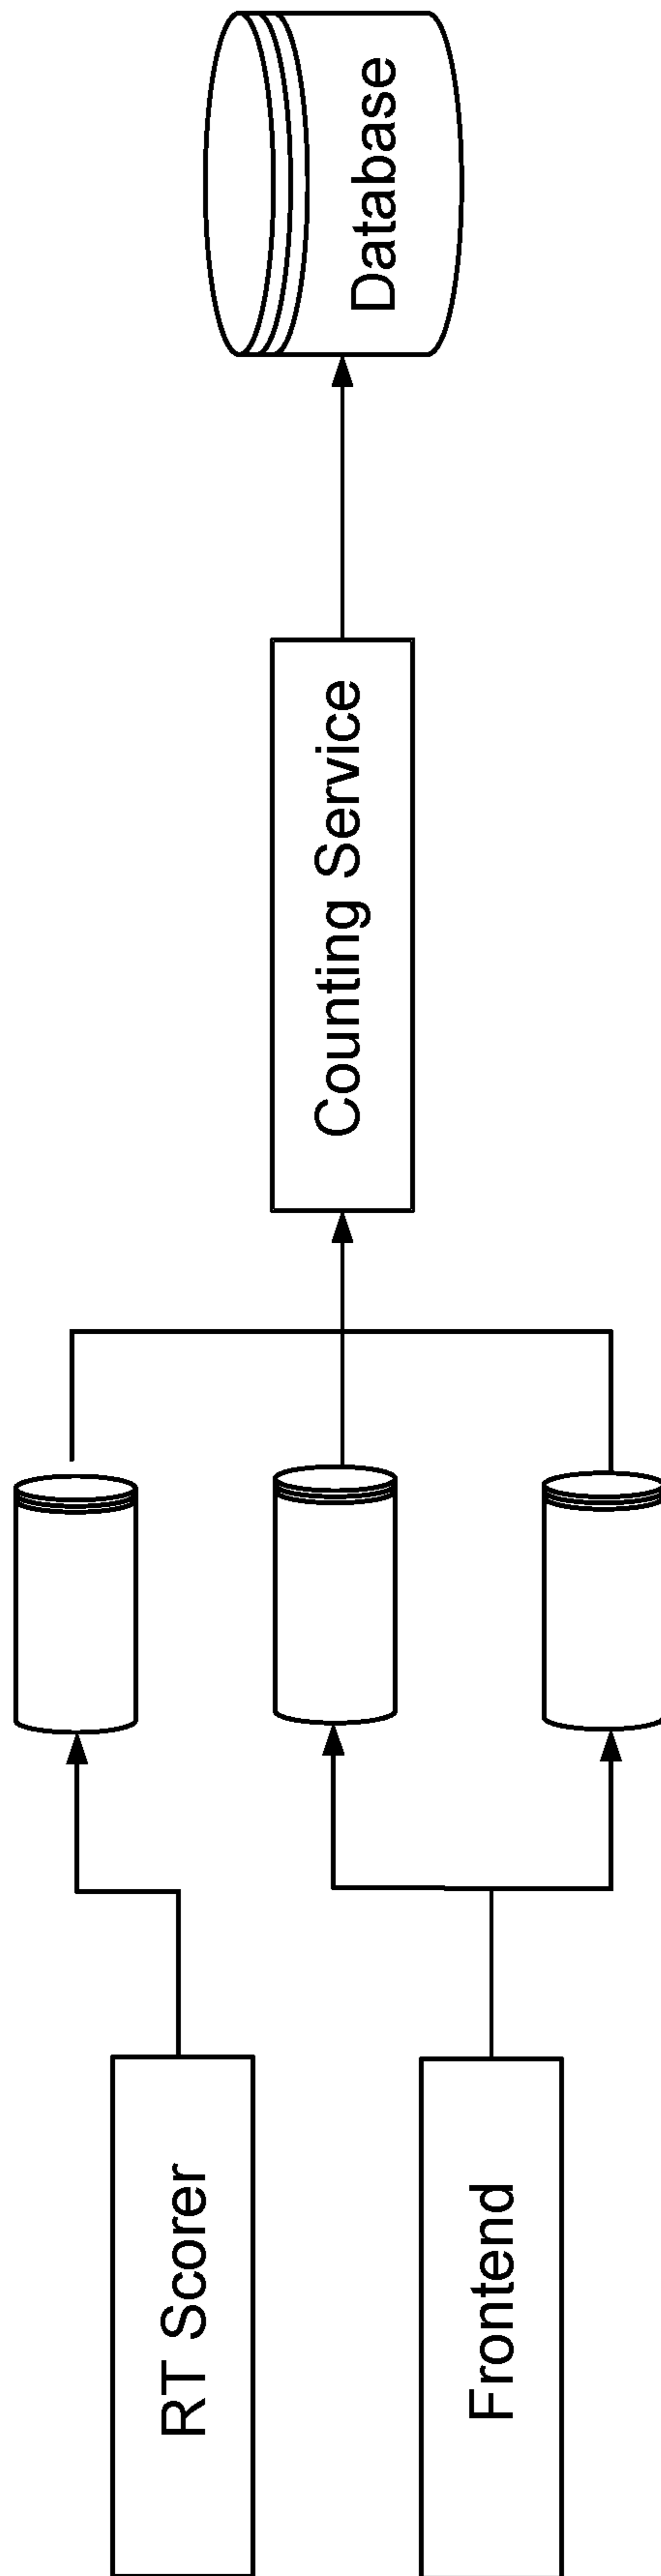 RT Scorer
Frontend
Counting Service
Database